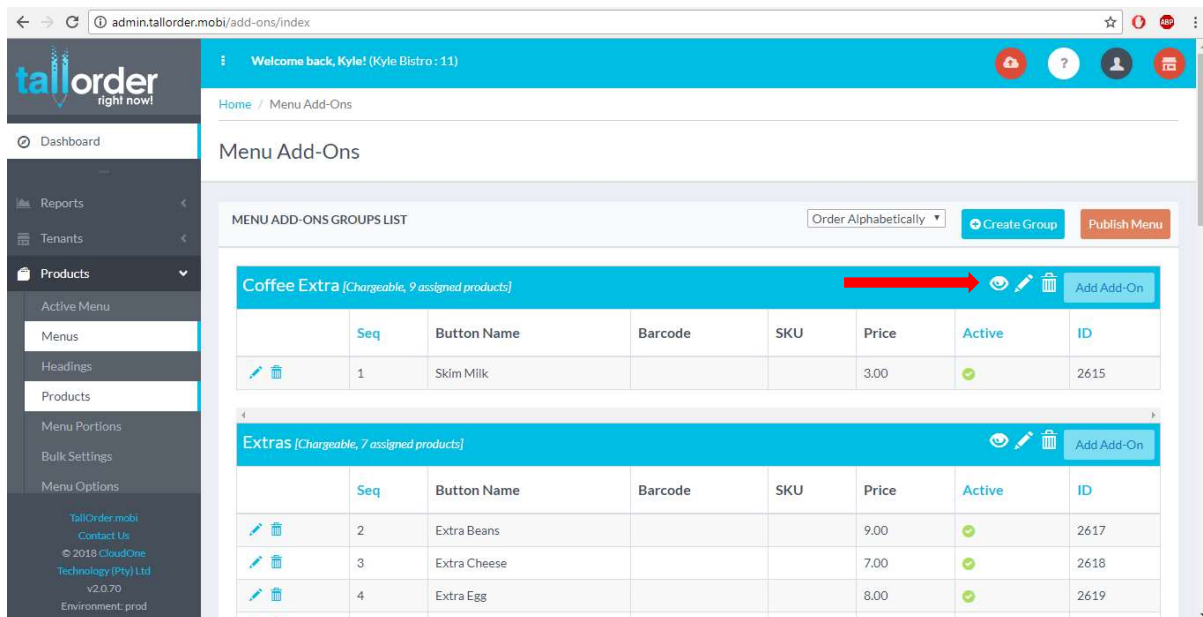 admin.tallorder.mobi/add-ons/index
ABP
tallorder
right now!
Welcome back, Kyle! (Kyle Bistro : 11)
?
Home / Menu Add-Ons
Menu Add-Ons
Dashboard
Reports
Tenants
Products
Active Menu
Menus
Headings
Products
Menu Portions
Bulk Settings
Menu Options
TallOrder.mobi
Contact Us
© 2018 CloudOne
Technology (Pty) Ltd
v2.0.70
Environment: prod
MENU ADD-ONS GROUPS LIST
Order Alphabetically
Create Group
Publish Menu
Coffee Extra [Chargeable, 9 assigned products]
Add Add-On
Seq Button Name Barcode SKU Price Active ID
1 Skim Milk 3.00 2615
Extras [Chargeable, 7 assigned products]
Add Add-On
Seq Button Name Barcode SKU Price Active ID
2 Extra Beans 9.00 2617
3 Extra Cheese 7.00 2618
4 Extra Egg 8.00 2619